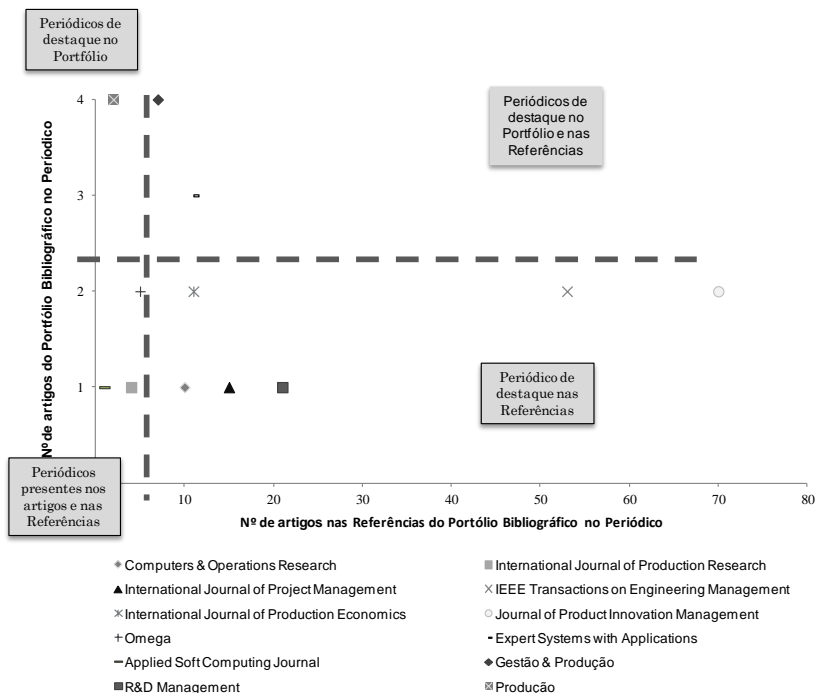 Periódicos de
destaque no
Portfólio
Periódicos de
destaque no
Portfólio e nas
Referências
Nº de artigos do Portfólio Bibliográfico no Períodico
4
3
2
1
Periódico de
destaque nas
Referências
Periódicos
presentes nos
artigos e nas
Referências
10 20 30 40 50 60 70 80
Nº de artigos nas Referências do Portólio Bibliográfico no Periódico
Computers & Operations Research
International Journal of Production Research
International Journal of Project Management
IEEE Transactions on Engineering Management
International Journal of Production Economics
Journal of Product Innovation Management
Omega
Expert Systems with Applications
Applied Soft Computing Journal
Gestão & Produção
R&D Management
Produção